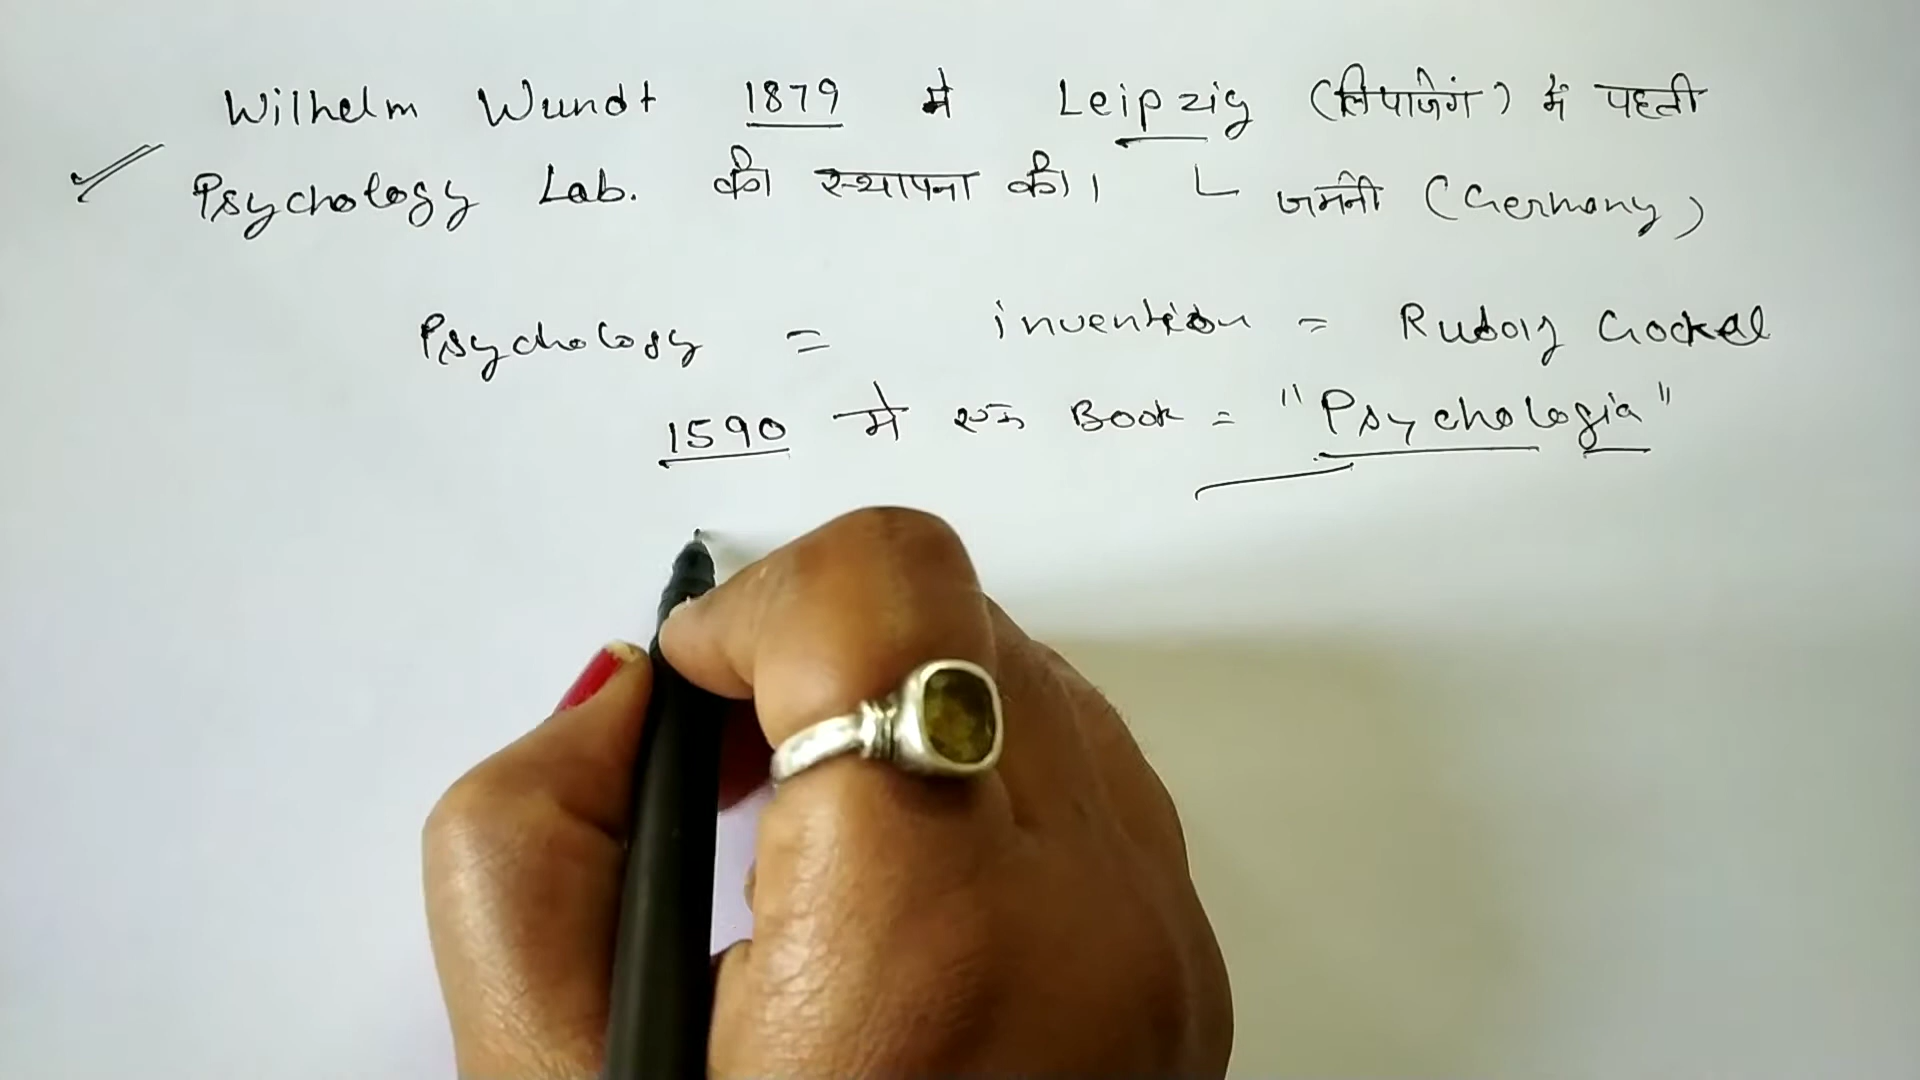 Wilhelm Wundt 1879 में Leipzig (लिपजिग) में पहली
Psychology Lab. की स्थापना की। जर्मनी (Germany)
Psychology = invention = Rudolf Gockel
1590 में एक Book = "Psychologia"